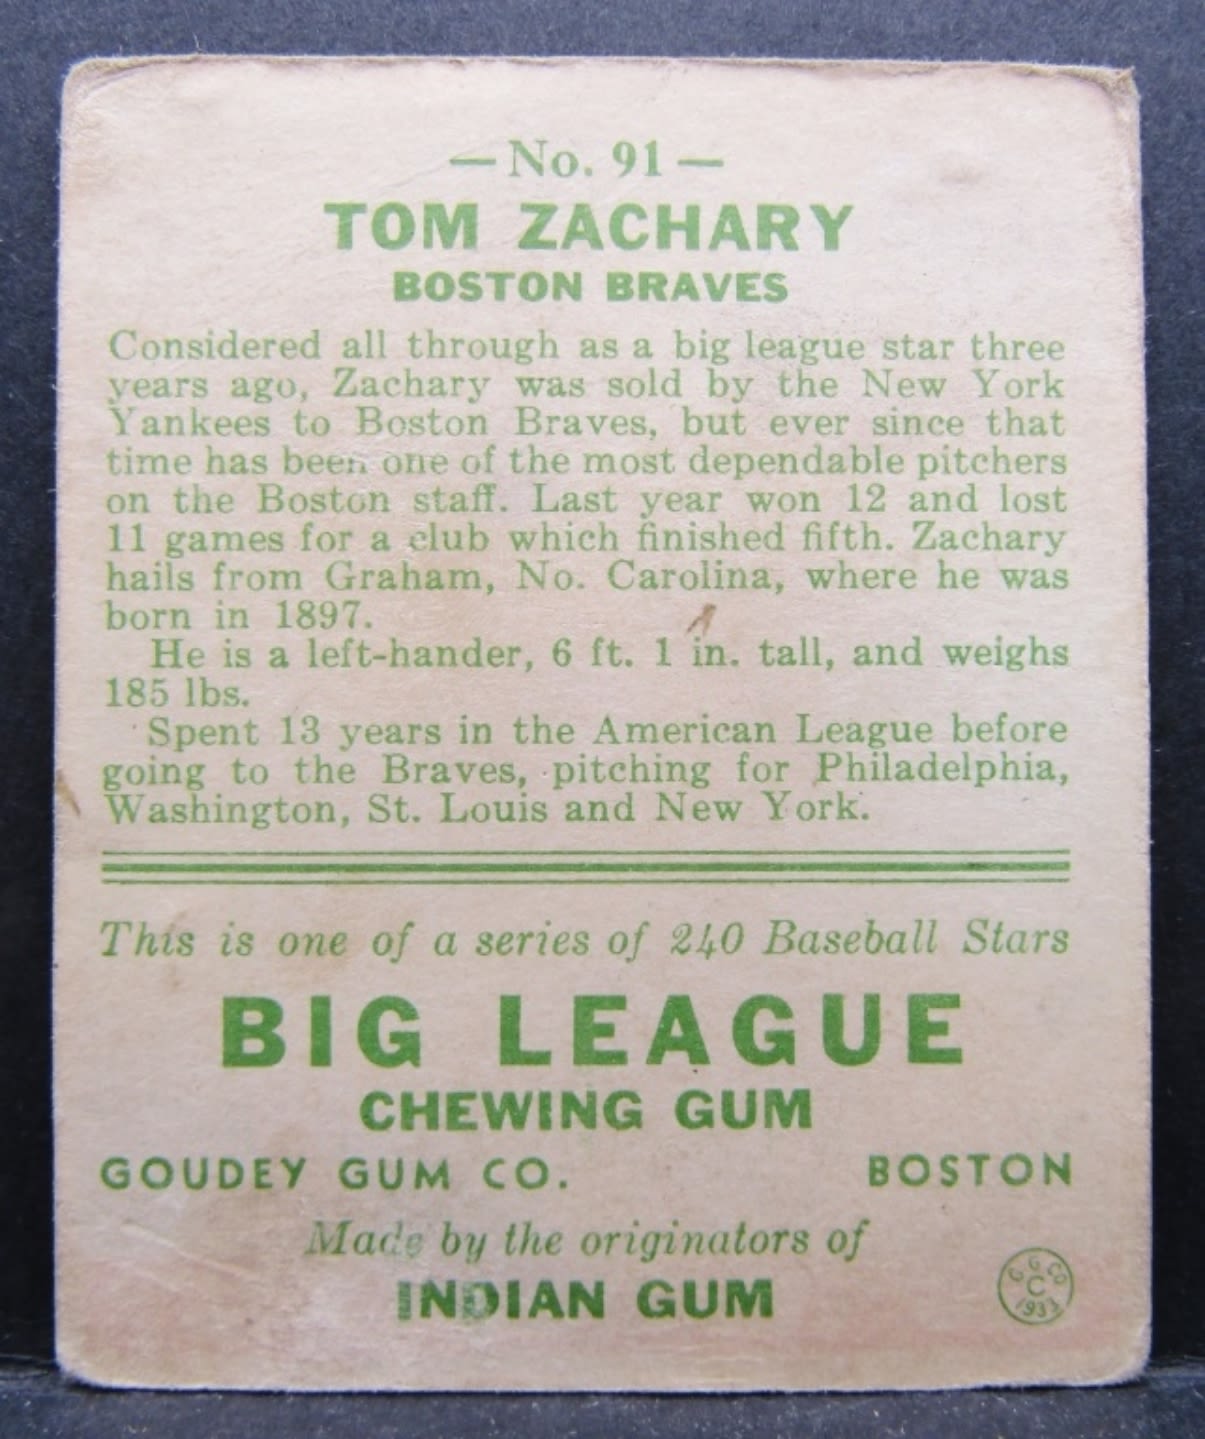 — No. 91 —
TOM ZACHARY
BOSTON BRAVES
Considered all through as a big league star three
years ago, Zachary was sold by the New York
Yankees to Boston Braves, but ever since that
time has been one of the most dependable pitchers
on the Boston staff. Last year won 12 and lost
11 games for a club which finished fifth. Zachary
hails from Graham, No. Carolina, where he was
born in 1897.
He is a left-hander, 6 ft. 1 in. tall, and weighs
185 lbs.
Spent 13 years in the American League before
going to the Braves, pitching for Philadelphia,
Washington, St. Louis and New York.
This is one of a series of 240 Baseball Stars
BIG LEAGUE
CHEWING GUM
GOUDEY GUM CO. BOSTON
Made by the originators of
INDIAN GUM
G. G. CO
C
1933